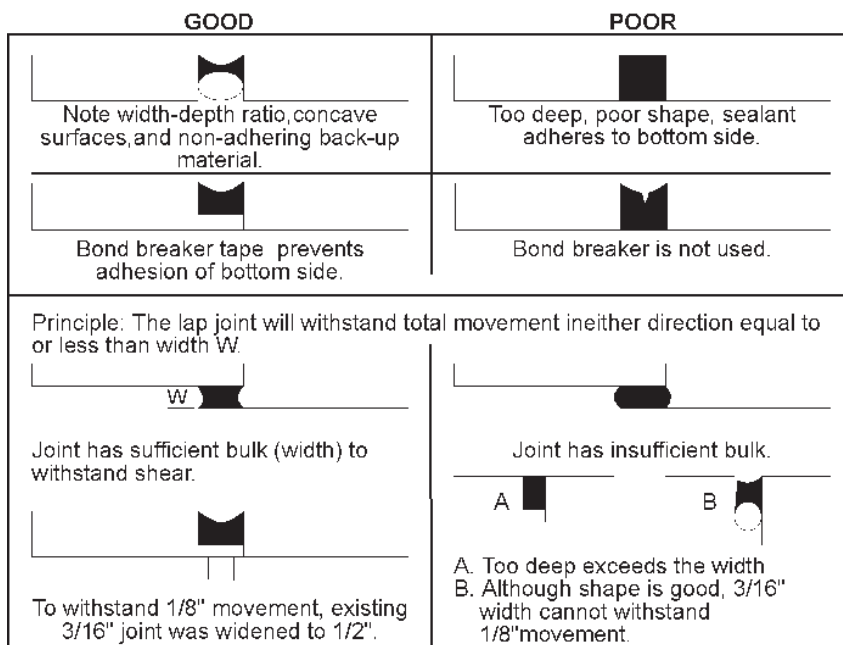 GOOD
POOR
Note width-depth ratio,concave
surfaces,and non-adhering back-up
material.
Too deep, poor shape, sealant
adheres to bottom side.
Bond breaker tape prevents
adhesion of bottom side.
Bond breaker is not used.
Principle: The lap joint will withstand total movement ineither direction equal to
or less than width W.
W
Joint has sufficient bulk (width) to
withstand shear.
To withstand 1/8" movement, existing
3/16" joint was widened to 1/2".
Joint has insufficient bulk.
A
B
A. Too deep exceeds the width
B. Although shape is good, 3/16"
width cannot withstand
1/8"movement.